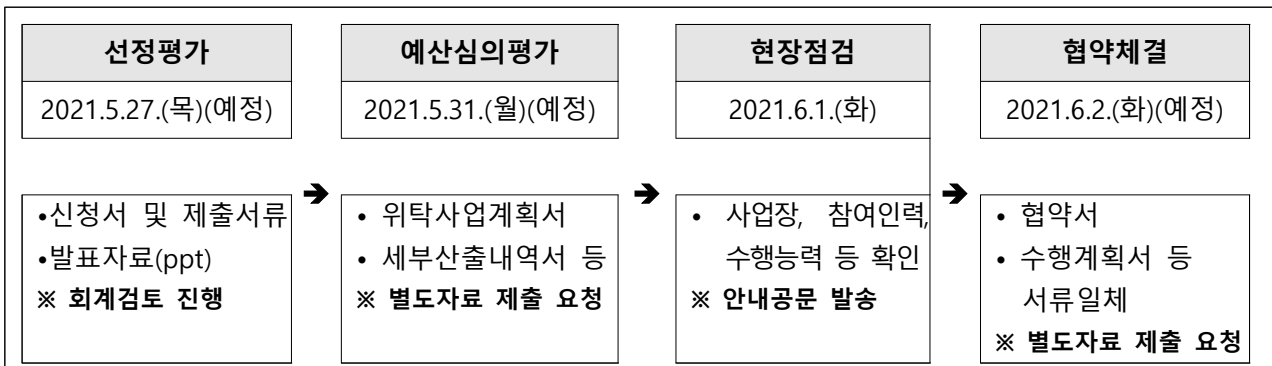 선정평가
2021.5.27.(목)(예정)
•신청서 및 제출서류
•발표자료(ppt)
※ 회계검토 진행
➔
예산심의평가
2021.5.31.(월)(예정)
• 위탁사업계획서
• 세부산출내역서 등
※ 별도자료 제출 요청
➔
현장점검
2021.6.1.(화)
• 사업장, 참여인력,
수행능력 등 확인
※ 안내공문 발송
➔
협약체결
2021.6.2.(화)(예정)
• 협약서
• 수행계획서 등
서류일체
※ 별도자료 제출 요청